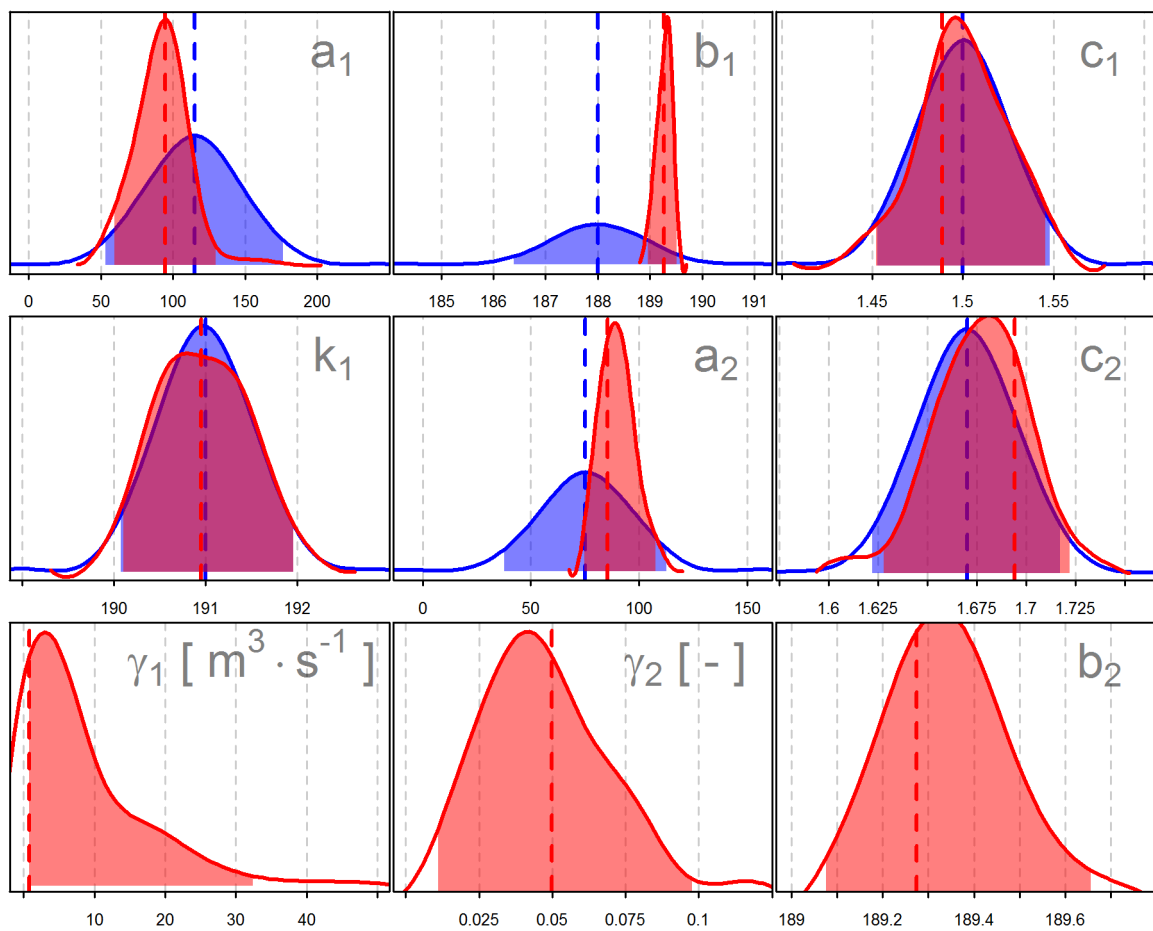 a₁
b₁
c₁
0 50 100 150 200
185 186 187 188 189 190 191
1.45 1.5 1.55
k₁
a₂
c₂
190 191 192
0 50 100 150
1.6 1.625 1.675 1.7 1.725
γ₁ [ m³ · s⁻¹ ]
γ₂ [ - ]
b₂
10 20 30 40
0.025 0.05 0.075 0.1
189 189.2 189.4 189.6